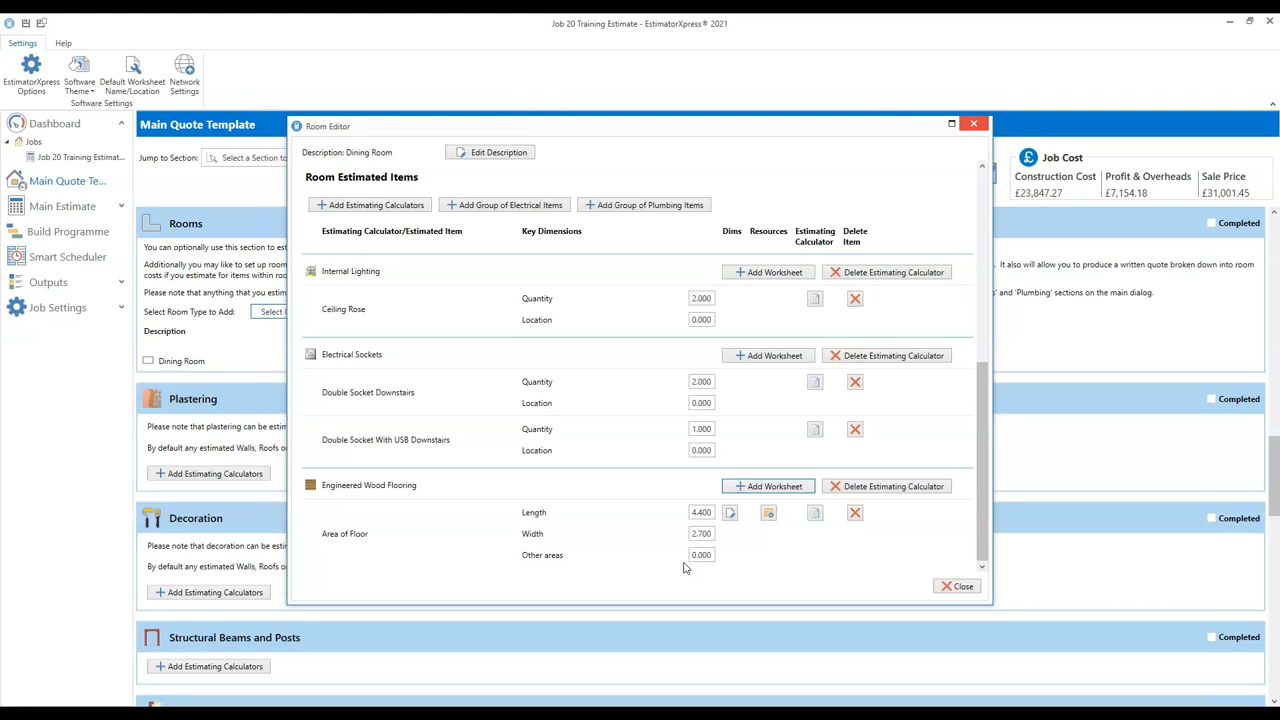 Job 20 Training Estimate - EstimatorXpress® 2021
Settings
Help
EstimatorXpress Options
Software Theme
Default Worksheet Name/Location
Network Settings
Software Settings
Dashboard
Jobs
Job 20 Training Estimat...
Main Quote Te...
Main Estimate
Build Programme
Smart Scheduler
Outputs
Job Settings
Main Quote Template
Jump to Section:
Select a Section to
Job Cost
Construction Cost
Profit & Overheads
Sale Price
£23,847.27
£7,154.18
£31,001.45
Rooms
Completed
You can optionally use this section to est
. It also will allow you to produce a written quote broken down into room
Additionally you may like to set up room
costs if you estimate for items within roo
Please note that anything that you estim
s' and 'Plumbing' sections on the main dialog.
Select Room Type to Add:
Description
Dining Room
Plastering
Completed
Please note that plastering can be estim
By default any estimated Walls, Roofs o
Add Estimating Calculators
Decoration
Completed
Please note that decoration can be estim
By default any estimated Walls, Roofs o
Add Estimating Calculators
Structural Beams and Posts
Completed
Add Estimating Calculators
Room Editor
Description: Dining Room
Edit Description
Room Estimated Items
Add Estimating Calculators
Add Group of Electrical Items
Add Group of Plumbing Items
Estimating Calculator/Estimated Item
Key Dimensions
Dims
Resources
Estimating Calculator
Delete Item
Internal Lighting
Add Worksheet
Delete Estimating Calculator
Ceiling Rose
Quantity 2.000
Location 0.000
Electrical Sockets
Add Worksheet
Delete Estimating Calculator
Double Socket Downstairs
Quantity 2.000
Location 0.000
Double Socket With USB Downstairs
Quantity 1.000
Location 0.000
Engineered Wood Flooring
Add Worksheet
Delete Estimating Calculator
Area of Floor
Length 4.400
Width 2.700
Other areas 0.000
Close